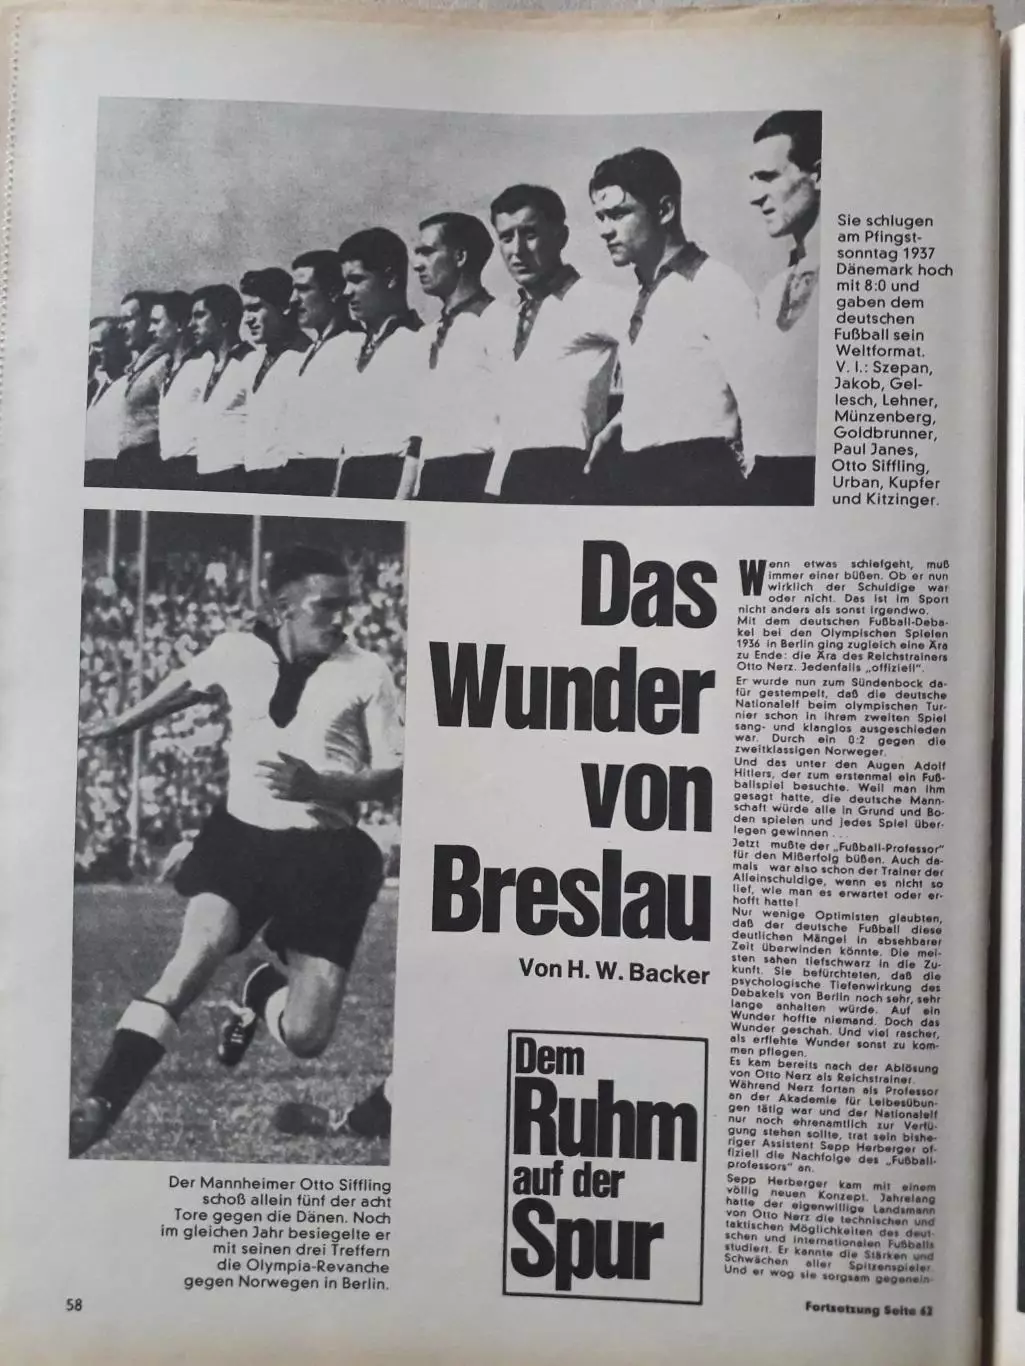 Sie schlugen
am Pfingst-
sonntag 1937
Dänemark hoch
mit 8:0 und
gaben dem
deutschen
Fußball sein
Weltformat.
V. l.: Szepan,
Jakob, Gel-
lesch, Lehner,
Münzenberg,
Goldbrunner,
Paul Janes,
Otto Siffling,
Urban, Kupfer
und Kitzinger.
Das
Wunder
von
Breslau
Von H. W. Backer
Dem
Ruhm
auf der
Spur
Der Mannheimer Otto Siffling
schoß allein fünf der acht
Tore gegen die Dänen. Noch
im gleichen Jahr besiegelte er
mit seinen drei Treffern
die Olympia-Revanche
gegen Norwegen in Berlin.
Wenn etwas schiefgeht, muß
immer einer büßen. Ob er nun
wirklich der Schuldige war
oder nicht. Das ist im Sport
nicht anders als sonst irgendwo.
Mit dem deutschen Fußball-Deba-
kel bei den Olympischen Spielen
1936 in Berlin ging zugleich eine Ära
zu Ende: die Ära des Reichstrainers
Otto Nerz. Jedenfalls „offiziell“.
Er wurde nun zum Sündenbock da-
für gestempelt, daß die deutsche
Nationalelf beim olympischen Tur-
nier schon in ihrem zweiten Spiel
sang- und klanglos ausgeschieden
war. Durch ein 0:2 gegen die
zweitklassigen Norweger.
Und das unter den Augen Adolf
Hitlers, der zum erstenmal ein Fuß-
ballspiel besuchte. Weil man ihm
gesagt hatte, die deutsche Mann-
schaft würde alle in Grund und Bo-
den spielen und jedes Spiel über-
legen gewinnen . . .
Jetzt mußte der „Fußball-Professor“
für den Mißerfolg büßen. Auch da-
mals war also schon der Trainer der
Alleinschuldige, wenn es nicht so
lief, wie man es erwartet oder er-
hofft hatte!
Nur wenige Optimisten glaubten,
daß der deutsche Fußball diese
deutlichen Mängel in absehbarer
Zeit überwinden könnte. Die mei-
sten sahen tiefschwarz in die Zu-
kunft. Sie befürchteten, daß die
psychologische Tiefenwirkung des
Debakels von Berlin noch sehr, sehr
lange anhalten würde. Auf ein
Wunder hoffte niemand. Doch das
Wunder geschah. Und viel rascher,
als erflehte Wunder sonst zu kom-
men pflegen.
Es kam bereits nach der Ablösung
von Otto Nerz als Reichstrainer.
Während Nerz fortan als Professor
an der Akademie für Leibesübun-
gen tätig war und der Nationalelf
nur noch ehrenamtlich zur Verfü-
gung stehen sollte, trat sein bishe-
riger Assistent Sepp Herberger of-
fiziell die Nachfolge des „Fußball-
professors“ an.
Sepp Herberger kam mit einem
völlig neuen Konzept. Jahrelang
hatte der eigenwillige Landsmann
von Otto Nerz die technischen und
taktischen Möglichkeiten des deut-
schen und internationalen Fußballs
studiert. Er kannte die Stärken und
Schwächen aller Spitzenspieler.
Und er wog sie sorgsam gegenein-
58
Fortsetzung Seite 62